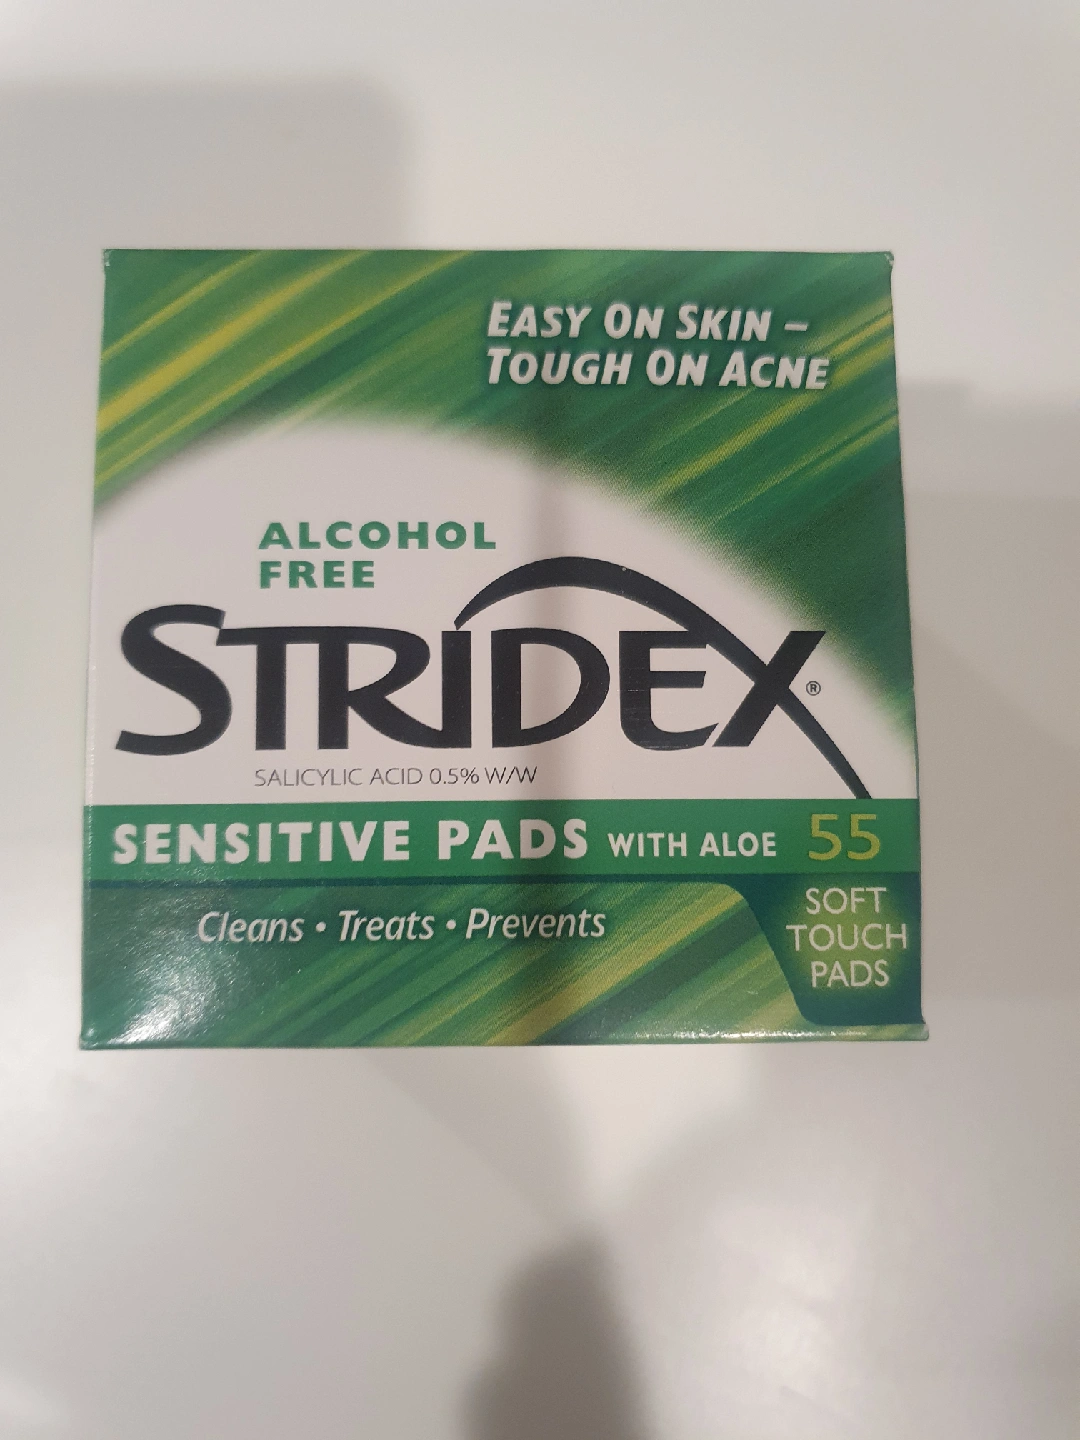 EASY ON SKIN –
TOUGH ON ACNE
ALCOHOL
FREE
STRIDEX®
SALICYLIC ACID 0.5% W/W
SENSITIVE PADS WITH ALOE 55
SOFT
TOUCH
PADS
Cleans • Treats • Prevents